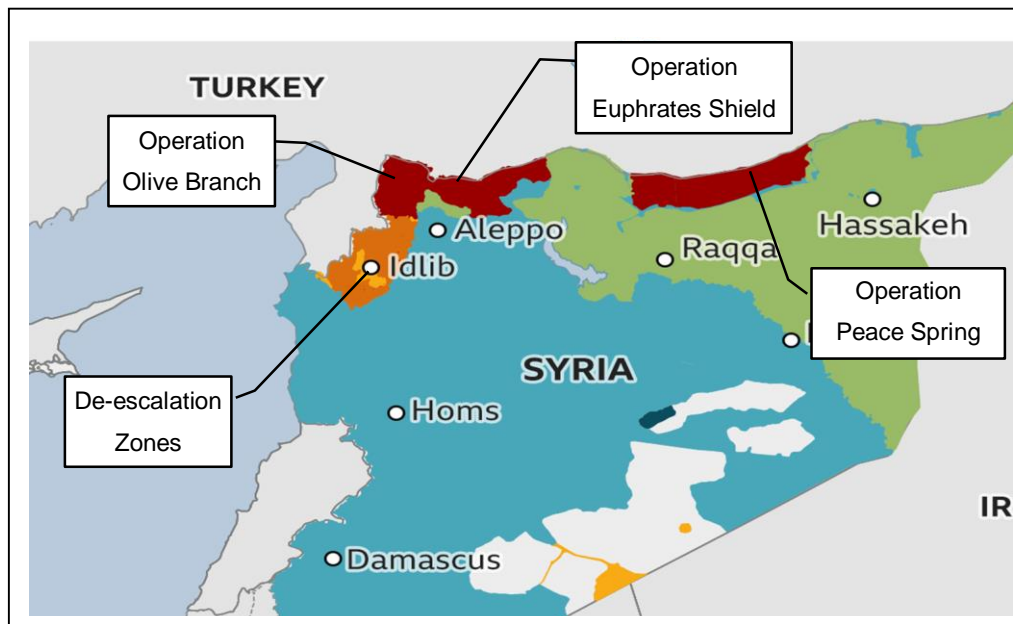 TURKEY
Operation
Euphrates Shield
Operation
Olive Branch
Aleppo
Hassakeh
Idlib
Raqqa
Operation
Peace Spring
SYRIA
De-escalation
Zones
Homs
IR
Damascus